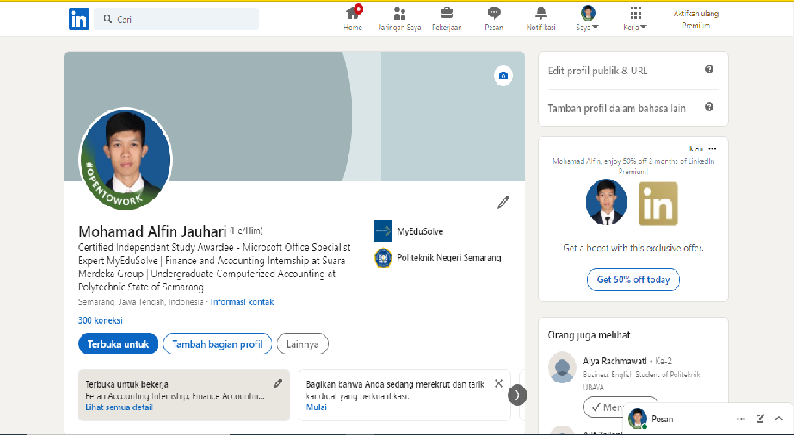 in
Cari
Home
Jaringan Saya
Pekerjaan
Pesan
Notifikasi
Saya
Kerja
Aktifkan ulang
Premium
#OPENTOWORK
Mohamad Alfin Jauhari (He/Him)
Certified Independent Study Awardee - Microsoft Office Specialist
Expert MyEduSolve | Finance and Accounting Internship at Suara
Merdeka Group | Undergraduate Computerized Accounting at
Polytechnic State of Semarang
Semarang, Jawa Tengah, Indonesia · Informasi kontak
300 koneksi
MyEduSolve
Politeknik Negeri Semarang
Terbuka untuk
Tambah bagian profil
Lainnya
Terbuka untuk bekerja
Peran Accounting Internship, Finance Accountin...
Lihat semua detail
Bagikan bahwa Anda sedang merekrut dan tarik
kandidat yang berkualifikasi.
Mulai
Edit profil publik & URL
Tambah profil dalam bahasa lain
Mohamad Alfin, enjoy 50% off 2 months of LinkedIn
Premium!
in
Get a boost with this exclusive offer.
Get 50% off today
Orang juga melihat
Rachmawati • Ke-2
Business English Student of Politeknik
UBAYA
Pesan